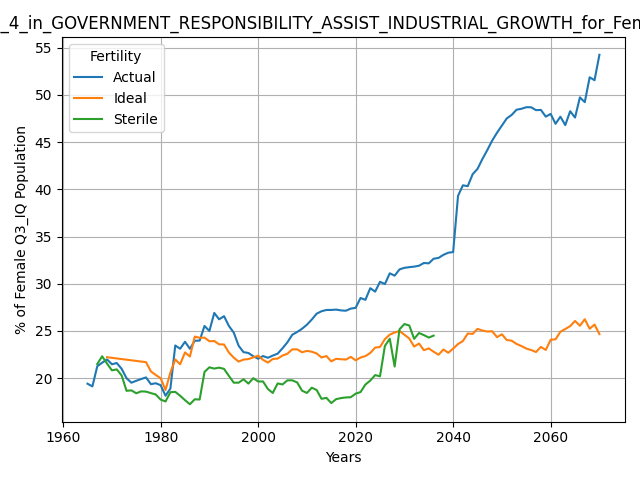 _4_in_GOVERNMENT_RESPONSIBILITY_ASSIST_INDUSTRIAL_GROWTH_for_Fem
Fertility
Actual
Ideal
Sterile
% of Female Q3_IQ Population
55
50
45
40
35
30
25
20
1960 1980 2000 2020 2040 2060
Years